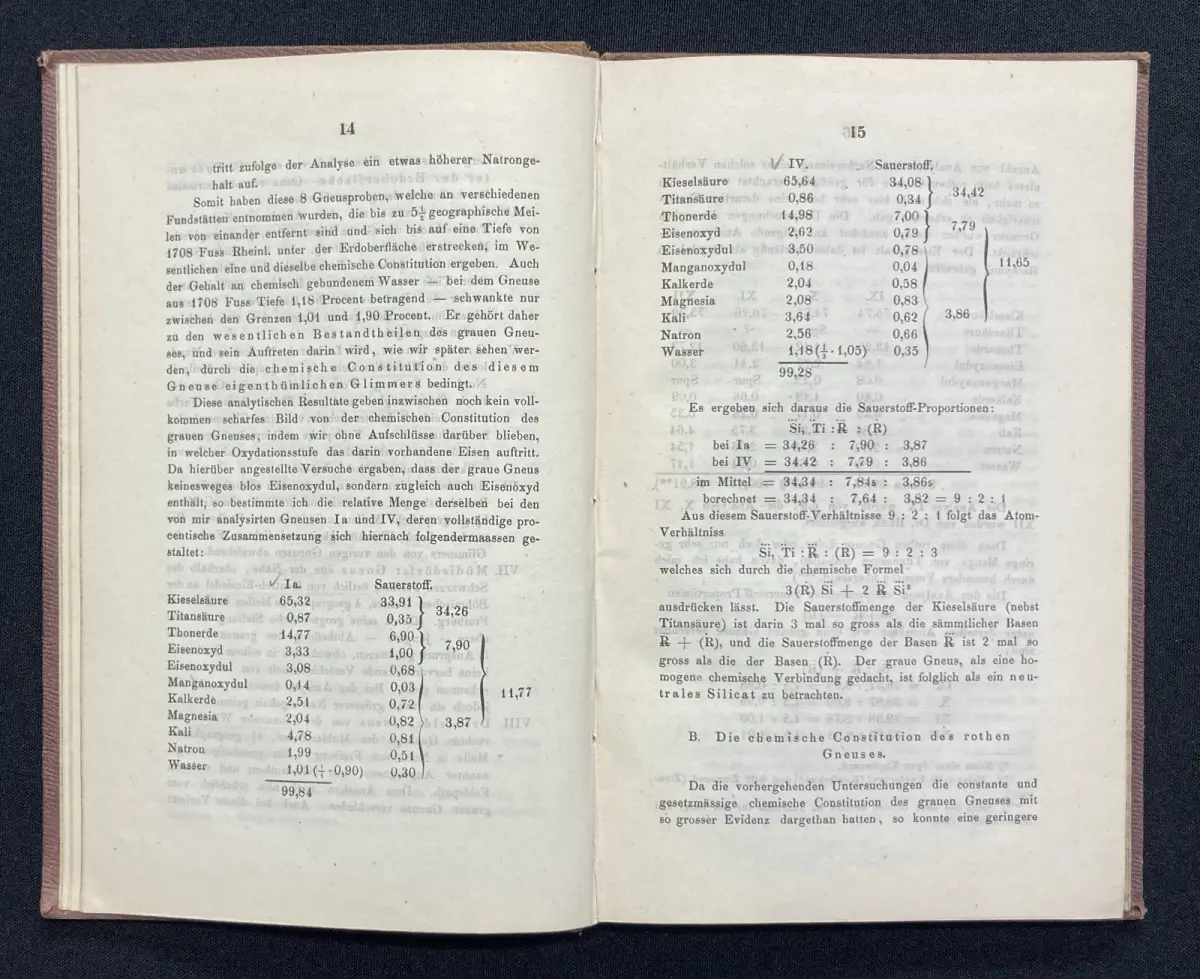 14
tritt zufolge der Analyse ein etwas höherer Natronge-
halt auf.
Somit haben diese 8 Gneusproben, welche an verschiedenen
Fundstätten entnommen wurden, die bis zu 5½ geographische Mei-
len von einander entfernt sind und sich bis auf eine Tiefe von
1708 Fuss Rheinl. unter der Erdoberfläche erstrecken, im We-
sentlichen eine und dieselbe chemische Constitution ergeben. Auch
der Gehalt an chemisch gebundenem Wasser — bei dem Gneuse
aus 1708 Fuss Tiefe 1,18 Procent betragend — schwankte nur
zwischen den Grenzen 1,01 und 1,90 Procent. Er gehört daher
zu den wesentlichen Bestandtheilen des grauen Gneu-
ses, und sein Auftreten darin wird, wie wir später sehen wer-
den, durch die chemische Constitution des diesem
Gneuse eigenthümlichen Glimmers bedingt.
Diese analytischen Resultate geben inzwischen noch kein voll-
kommen scharfes Bild von der chemischen Constitution des
grauen Gneuses, indem wir ohne Aufschlüsse darüber blieben,
in welcher Oxydationsstufe das darin vorhandene Eisen auftritt.
Da hierüber angestellte Versuche ergaben, dass der graue Gneus
keinesweges blos Eisenoxydul, sondern zugleich auch Eisenoxyd
enthält, so bestimmte ich die relative Menge derselben bei den
von mir analysirten Gneusen Ia und IV, deren vollständige pro-
centische Zusammensetzung sich hiernach folgendermaassen ge-
staltet:
Ia. Sauerstoff.
Kieselsäure 65,32 33,91
Titansäure 0,87 0,35 34,26
Thonerde 14,77 6,90
Eisenoxyd 3,33 1,00 7,90
Eisenoxydul 3,08 0,68
Manganoxydul 0,14 0,03
Kalkerde 2,51 0,72 11,77
Magnesia 2,04 0,82 3,87
Kali 4,78 0,81
Natron 1,99 0,51
Wasser 1,01 (⅓ · 0,90) 0,30
99,84
15
IV. Sauerstoff.
Kieselsäure 65,64 34,08
Titansäure 0,86 0,34 34,42
Thonerde 14,98 7,00
Eisenoxyd 2,62 0,79 7,79
Eisenoxydul 3,50 0,78
Manganoxydul 0,18 0,04 11,65
Kalkerde 2,04 0,58
Magnesia 2,08 0,83
Kali 3,64 0,62 3,86
Natron 2,56 0,66
Wasser 1,18 (⅓ · 1,05) 0,35
99,28
Es ergeben sich daraus die Sauerstoff-Proportionen:
S̈i, T̈i : R̈ : (Ṙ)
bei Ia = 34,26 : 7,90 : 3,87
bei IV = 34.42 : 7,79 : 3,86
im Mittel = 34,34 : 7,845 : 3,865
berechnet = 34,34 : 7,64 : 3,82 = 9 : 2 : 1
Aus diesem Sauerstoff-Verhältnisse 9 : 2 : 1 folgt das Atom-
Verhältniss
S̈i, T̈i : R̈ : (Ṙ) = 9 : 2 : 3
welches sich durch die chemische Formel
3 (Ṙ) S̈i + 2 R̈ S̈i³
ausdrücken lässt. Die Sauerstoffmenge der Kieselsäure (nebst
Titansäure) ist darin 3 mal so gross als die sämmtlicher Basen
R̈ + (Ṙ), und die Sauerstoffmenge der Basen R̈ ist 2 mal so
gross als die der Basen (Ṙ). Der graue Gneus, als eine ho-
mogene chemische Verbindung gedacht, ist folglich als ein neu-
trales Silicat zu betrachten.
B. Die chemische Constitution des rothen
Gneuses.
Da die vorhergehenden Untersuchungen die constante und
gesetzmässige chemische Constitution des grauen Gneuses mit
so grosser Evidenz dargethan hatten, so konnte eine geringere